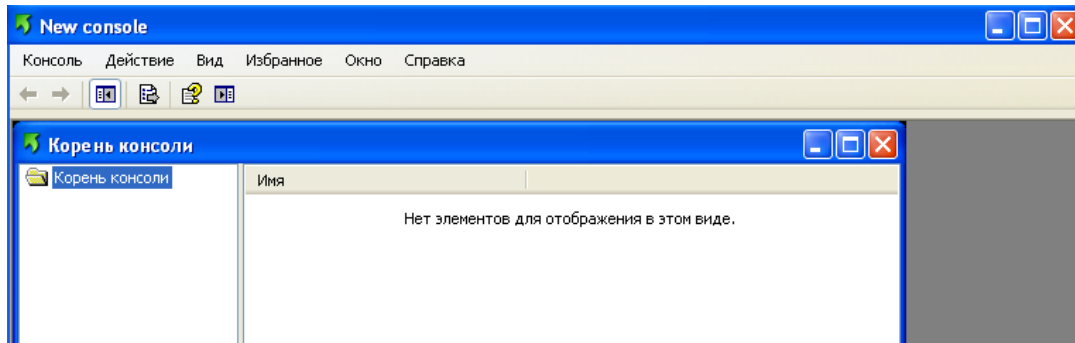 New console
Консоль Действие Вид Избранное Окно Справка
Корень консоли
Корень консоли Имя
Нет элементов для отображения в этом виде.